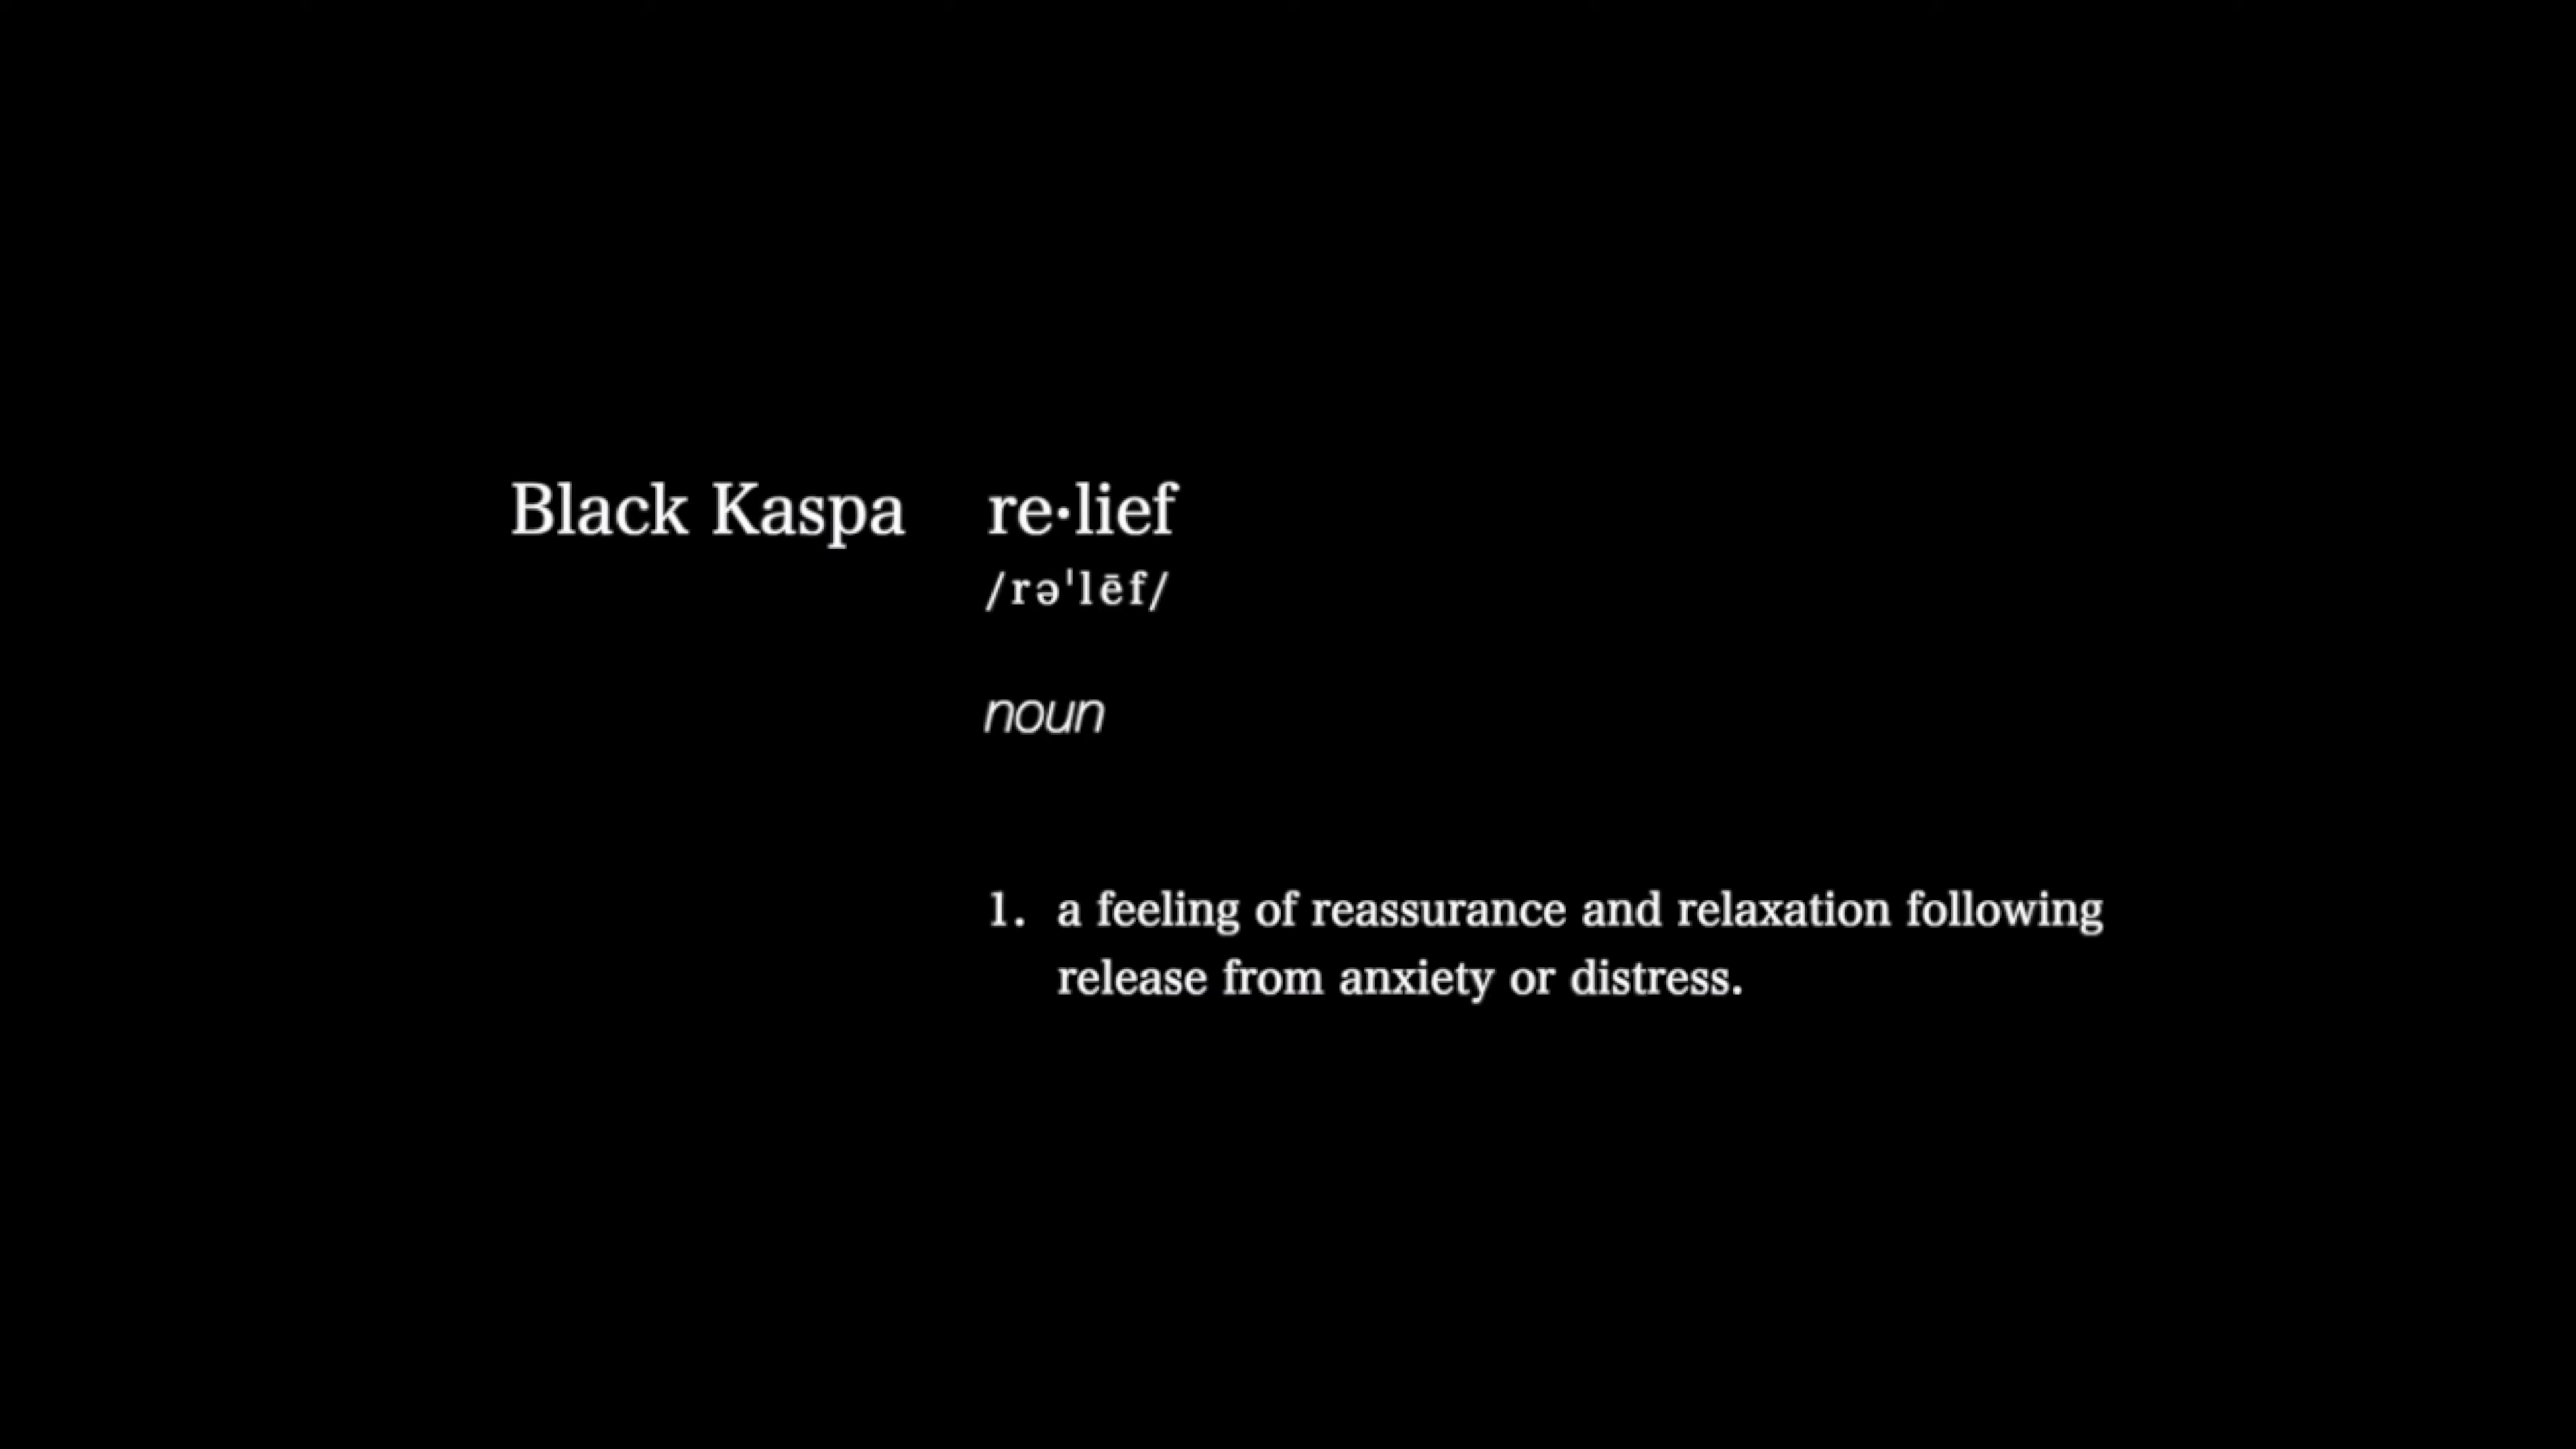 Black Kaspa re·lief
/rəˈlēf/
noun
1. a feeling of reassurance and relaxation following
release from anxiety or distress.